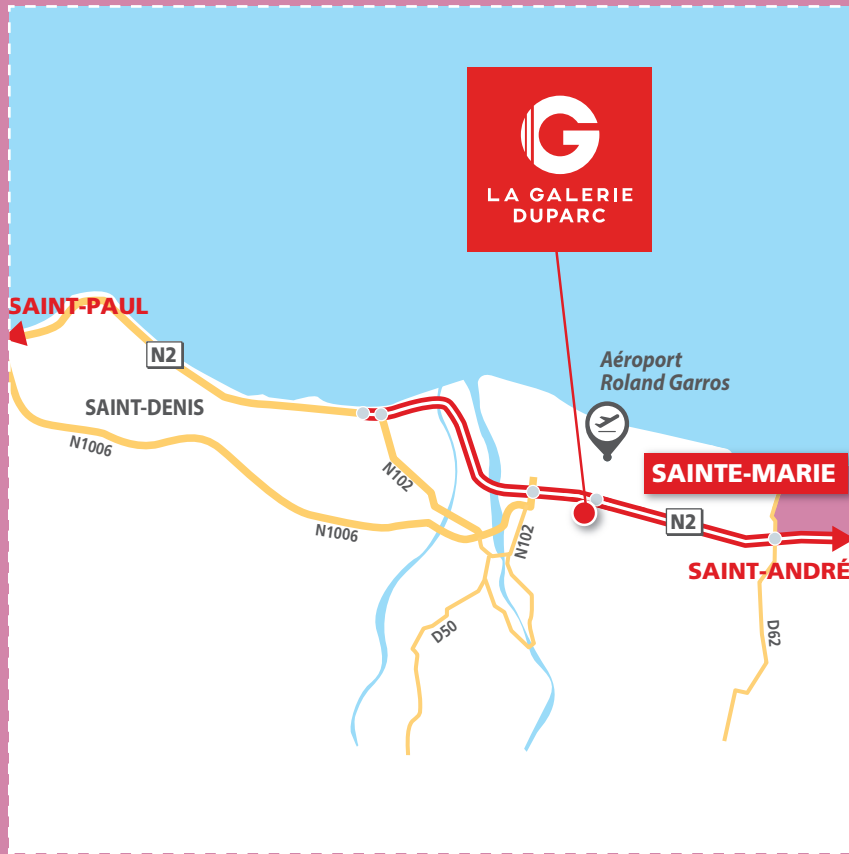 G
LA GALERIE
DUPARC
SAINT-PAUL
N2
Aéroport
Roland Garros
SAINT-DENIS
N1006
N102
SAINTE-MARIE
N2
N1006
N102
SAINT-ANDRÉ
D50
D62